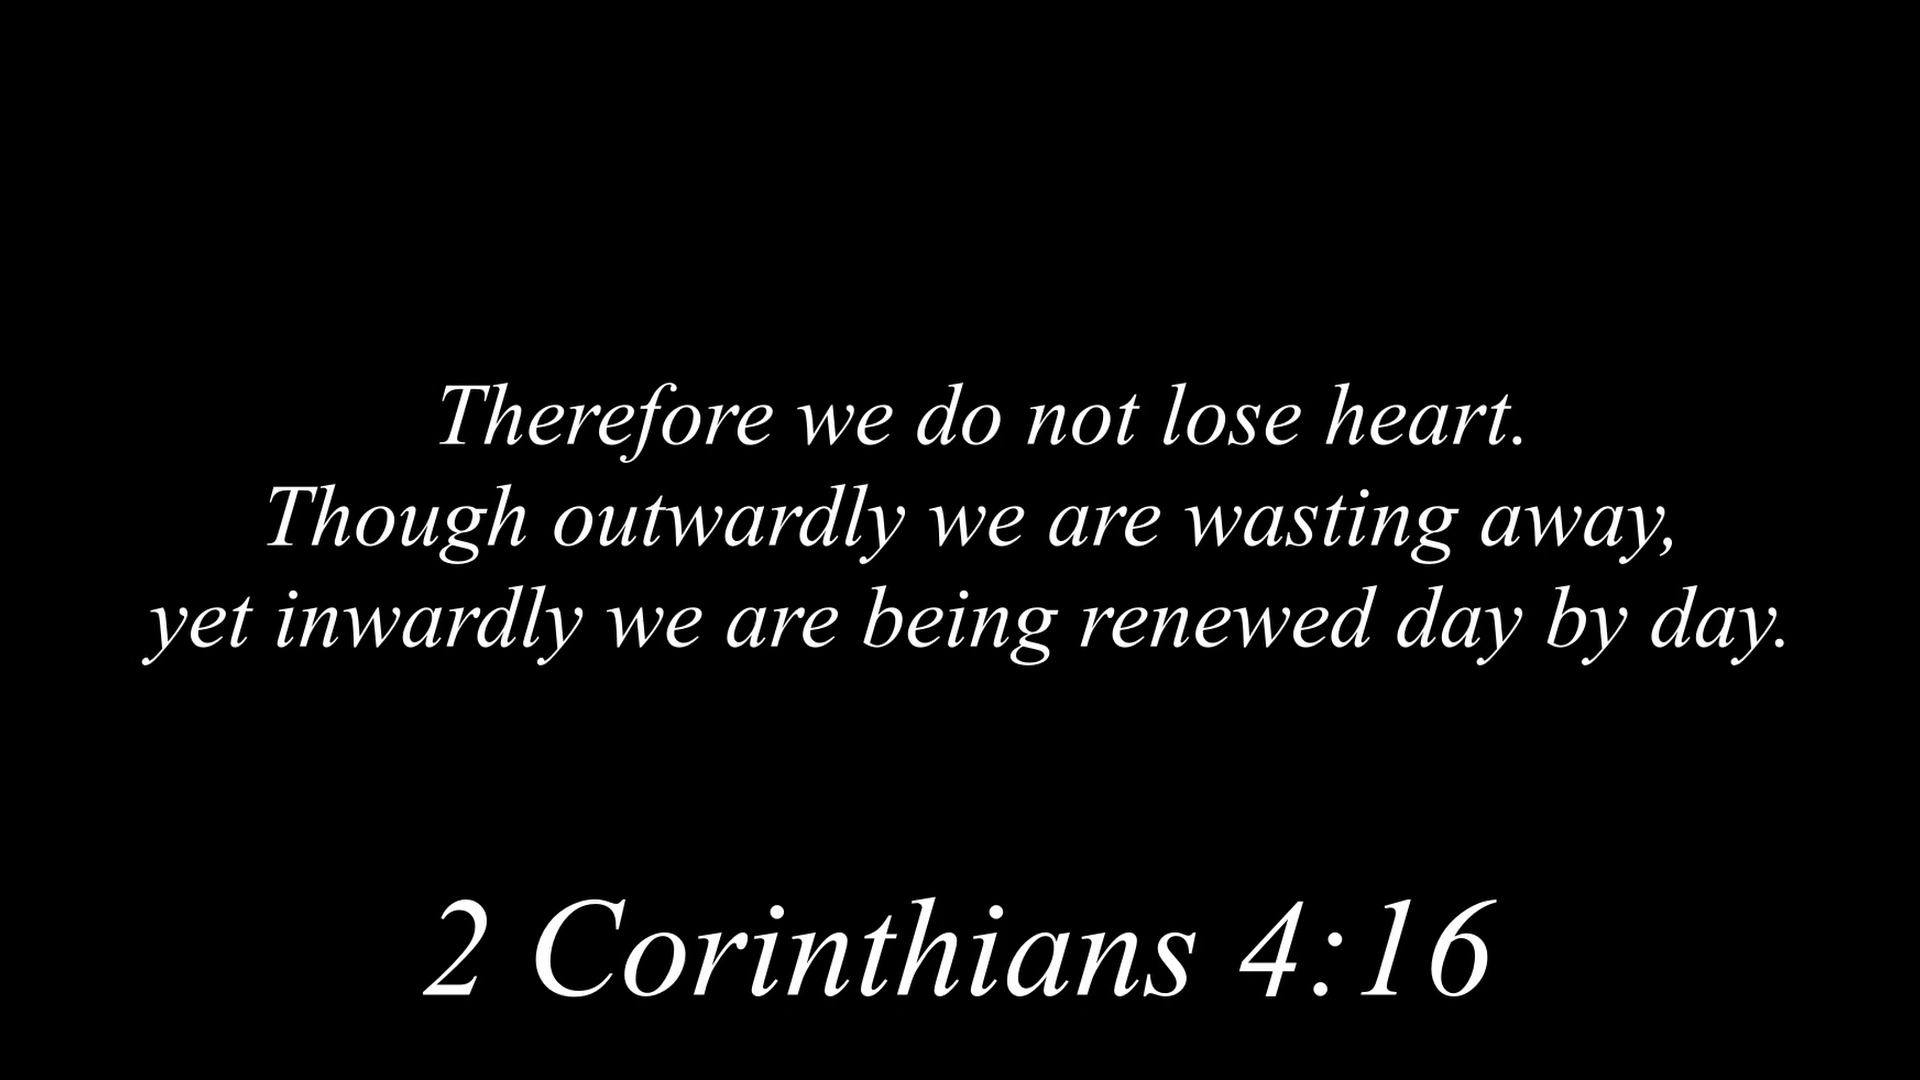 Therefore we do not lose heart.
Though outwardly we are wasting away,
yet inwardly we are being renewed day by day.
2 Corinthians 4:16